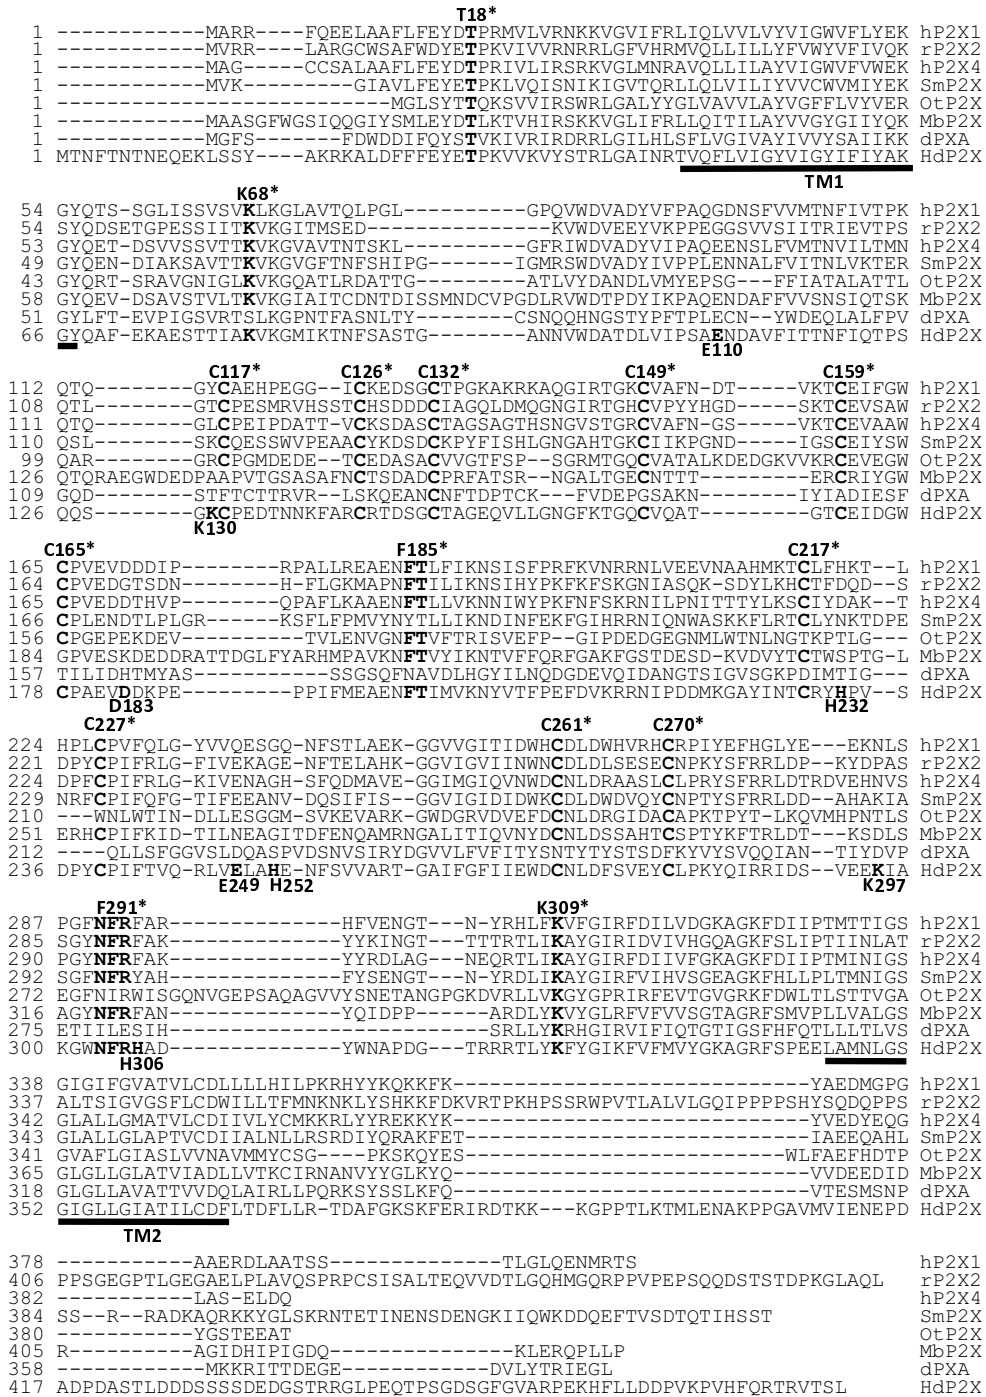 T18*
1 ------------MARR----FQEELAAFLFEYDTPRMVLVRNKKVGVIFRLIQLVVLVYVIGWVFLYEK hP2X1
1 ------------MVRR----LARGCWSAFWDYETPKVIVVRNRRLGFVHRMVQLLILLYFVWYVFIVQK rP2X2
1 ------------MAG----CCSALAAFLFEYDTPRIVLIRSRKVGLMNRAVQLLILAYVIGWVFVWEK hP2X4
1 ------------MVK--------GIAVLFEYETPKLVQISNIKIGVTQRLLQLVILIYVVCWVMIYEK SmP2X
1 ---------------------------MGLSYTTQKSVVIRSWRLGALYYGLVAVVLAYVGFFLVYVER OtP2X
1 ------------MAASGFWGSIQQGIYSMLEYDTLKTVHIRSKKVGLIFRLLQITILAYVVGYGIIYQK MbP2X
1 ------------MGFS-------FDWDDIFQYSTVKIVRIRDRRLGILHLSFLVGIVAYIVVYSAIIKK dPXA
1 MTNFTNTNEQEKLSSY----AKRKALDFFFEYETPKVVKVYSTRLGAINRTVQFLVIGYVIGYIFIYAK HdP2X
TM1
K68*
54 GYQTS-SGLISSVSVKLKGLAVTQLPGL----------GPQVWDVADYVFPAQGDNSFVVMTNFIVTPK hP2X1
54 SYQDSETGPESSIITKVKGITMSED-------------KVWDVEEYVKPPEGGSVVSIITRIEVTPS rP2X2
53 GYQET-DSVVSSVTTKVKGVAVTNTSKL----------GFRIWDVADYVIPAQEENSLFVMTNVILTMN hP2X4
49 GYQEN-DIAKSAVTTKVKGVGFTNFSHIPG-------IGMRSWDVADYIVPPLENNALFVITNLVKTER SmP2X
43 GYQRT-SRAVGNIGLKVKGQATLRDATTG---------ATLVYDANDLVMYEPSG---FFIATALATTL OtP2X
58 GYQEV-DSAVSTVLTKVKGIAITCDNTDISSMNDCVPGDLRVWDTPDYIKPAQENDAFFVVSNSIQTSK MbP2X
51 GYLFT-EVPIGSVRTSLKGPNTFASNLTY---------CSNQQHNGSTYPFTPLECN--YWDEQLALFPV dPXA
66 GYQAF-EKAESTTIAKVKGMIKTNFSASTG--------ANNVWDATDLVIPSAENDAVFITTNFIQTPS HdP2X
E110
C117* C126* C132* C149* C159*
112 QTQ--------GYCAEHPEGG--ICKEDSGCTPGKAKRKAQGIRTGKCVAFN-DT-----VKTCEIFGW hP2X1
108 QTL--------GTCPESMRVHSSTCHSDDDCIAGQLDMQGNGIRTGHCVPYYHGD-----SKTCEVSAW rP2X2
111 QTQ--------GLCPEIPDATT-VCKSDASCTAGSAGTHSNGVSTGRCVAFN-GS-----VKTCEVAAW hP2X4
110 QSL--------SKCQESSWVPEAACYKDSDCKPYFISHLGNGAHTGKCIIKPGND-----IGSCEIYSW SmP2X
99 QAR--------GRCPGMDEDE--TCEDASACVVGTFSP--SGRMTGQCVATALKDEDGKVVKRCEVEGW OtP2X
126 QTQRAEGWDEDPAAPVTGSASAFNCTSDADCPRFATSR---NGALTGECNTTT---------ERCRIYGW MbP2X
109 GQD--------STFTCTTRVR--LSKQEANCNFTDPTCK----FVDEPGSAKN---------IYIADIESF dPXA
126 QQS--------GKCPEDTNNKFARCRTDSGCTAGEQVLLGNGFKTGQCVQAT---------GTCEIDGW HdP2X
K130
C165* F185* C217*
165 CPVEVDDDIP--------RPALLREAENFTLFIKNSISFPRFKVNRRNLVEEVNAAHMKTCLFHKT--L hP2X1
164 CPVEDGTSDN--------H-FLGKMAPNFTILIKNSIHYPKFKFSKGNIASQK-SDYLKHCTFDQD--S rP2X2
165 CPVEDDTHVP--------QPAFLKAAENFTLLVKNNIWYPKFNFSKRNILPNITTTYLKSCIYDAK--T hP2X4
166 CPLENDTLPLGR------KSFLFPMVYNYTLLIKNDINFEKFGIHRRNIQNWASKKFLRTCLYNKTDPE SmP2X
156 CPGEPEKDEV----------TVLENVGNFTVFTRISVEFP--GIPDEDGEGNMLWTNLNGTKPTLG--- OtP2X
184 GPVESKDEDDRATTDGLFYARHMPAVKNFTVYIKNTVFFQRFGAKFGSTDESD-KVDVYTCTWSPTG-L MbP2X
157 TILIDHTMYAS----------SSGSQFNAVDLHGYILNQDGDEVQIDANGTSIGVSGKPDIMTIG---- dPXA
178 CPAEVDDKPE--------PPIFMEAENFTIMVKNYVTFPEFDVKRRNIPDDMKGAYINTCRYHPV--S HdP2X
D183 H232
C227* C261* C270*
224 HPLCPVFQLG-YVVQESGQ-NFSTLAEK-GGVVGITIDWHCDLDWHVRHCRPIYEFHGLYE---EKNLS hP2X1
221 DPYCPIFRLG-FIVEKAGE-NFTELAHK-GGVIGVIINWNCDLDLSESECNPKYSFRRLDP--KYDPAS rP2X2
224 DPFCPIFRLG-KIVENAGH-SFQDMAVE-GGIMGIQVNWDCNLDRAASLCLPRYSFRRLDTRDVEHNVS hP2X4
229 NRFCPIFQFG-TIFEEANV-DQSIFIS--GGVIGIDIDWKCDLDWDVQYCNPTYSFRRLDD--AHAKIA SmP2X
210 ---WNLWTIN-DLLESGGM-SVKEVARK-GWDGRVDVEFDCNLDRGIDACAPKTPYT-LKQVMHPNTLS OtP2X
251 ERHCPIFKID-TILNEAGITDFENQAMRNGALITIQVNYDCNLDSSAHTCSPTYKFTRLDT---KSDLS MbP2X
212 ----QLLSFGGVSLDQASPVDSNVSIRYDGVVLFVFITYSNTYTYSTSDFKYVYSVQQIAN--TIYDVP dPXA
236 DPYCPIFTVQ-RLVELAHE-NFSVVART-GAIFGIEINWNCNLDFSVEYCLPKYQIRRIDS---YEEKIA HdP2X
E249 H252 K297
F291* K309*
287 PGFNFRFAR--------------HFVENGT---N-YRHLFKVFGIRFDILVDGKAGKFDIIPTMTTIGS hP2X1
285 SGYNFRFAK--------------YYKINGT---TTTRTLIKAYGIRIDVIVHGQAGKFSLIPTIINLAT rP2X2
290 PGYNFRFAK--------------YYRDLAG---NEQRTLIKAYGIRFDIIVFGKAGKFDIIPTMINIGS hP2X4
292 SGFNFRYAH--------------FYSENGT---N-YRDLIKAYGIRFVIHVSGEAGKFHLLPLTMNIGS SmP2X
272 EGFNIRWISGQNVGEPSAQAGVVYSNETANGPGKDVRLLVKGYGPRIRFEVTGVGRKFDWLTLSTTVGA OtP2X
316 AGYNFRFAN--------------YQIDPP------ARDLYKVYGLRFVFVVSGTAGRFSMVPLLVALGS MbP2X
275 ETIILESIH--------------------------SRLLYKRHGIRVIFIQTGTIGSFHFQTLLLTLVS dPXA
300 KGWNFRHAD--------------YWNAPDG----TRRRTLYKFYGIKFVFMVYGKAGRFSPEELAMNLGS HdP2X
H306
338 GIGIFGVATVLCDLLLLHILPKRHYYKQKKFK-----------------------------YAEDMGPG hP2X1
337 ALTSIGVGSFLCDWILLTFMNKNKLYSHKKFDKVRTPKHPSSRWPVTLALVLGQIPPPPSHYSQDQPPS rP2X2
342 GLALLGMATVLCDIIVLYCMKKRLYYREKKYK-----------------------------YVEDYEQG hP2X4
343 GLALLGLAPTVCDIIALNLLRSRDIYQRAKFET----------------------------IAEEQAHL SmP2X
341 GVAFLGIASLVVNAVMMYCSG----PKSKQYES--------------------------WLFAEFHDTP OtP2X
365 GLGLLGLATVIADLLVTKCIRNANVYYGLKYQ-----------------------------VVDEEDID MbP2X
318 GLGLLAVATTVVDQLAIRLLPQRKSYSSLKFQ-----------------------------VTESMSNP dPXA
352 GIGLLGIATILCDFLTDFLLR-TDAFGKSKFERIRDTKK---KGPPTLKTMLENAKPPGAVMVIENEPD HdP2X
TM2
378 -----------AAERDLAATSS--------------TLGLQENMRTS hP2X1
406 PPSGEGPTLGEGAELPLAVQSPRPCSISALTEQVVDTLGQHMGQRPPVPEPSQQDSTSTDPKGLAQL rP2X2
382 -----------LAS-ELDQ hP2X4
384 SS--R--RADKAQRKKYGLSKRNTETINENSDENGKIIQWKDDQEFTVSDTQTIHSST SmP2X
380 -----------YGSTEEAT OtP2X
405 R----------AGIDHIPIGDQ---------------KLERQPLLP MbP2X
358 ------------MKKRITTDEGE------------DVLYTRIEGL dPXA
417 ADPDASTLDDDSSSSDEDGSTRRGLPEQTPSGDSGFGVARPEKHFLLDDPVKPVHFQRTRVTSL HdP2X